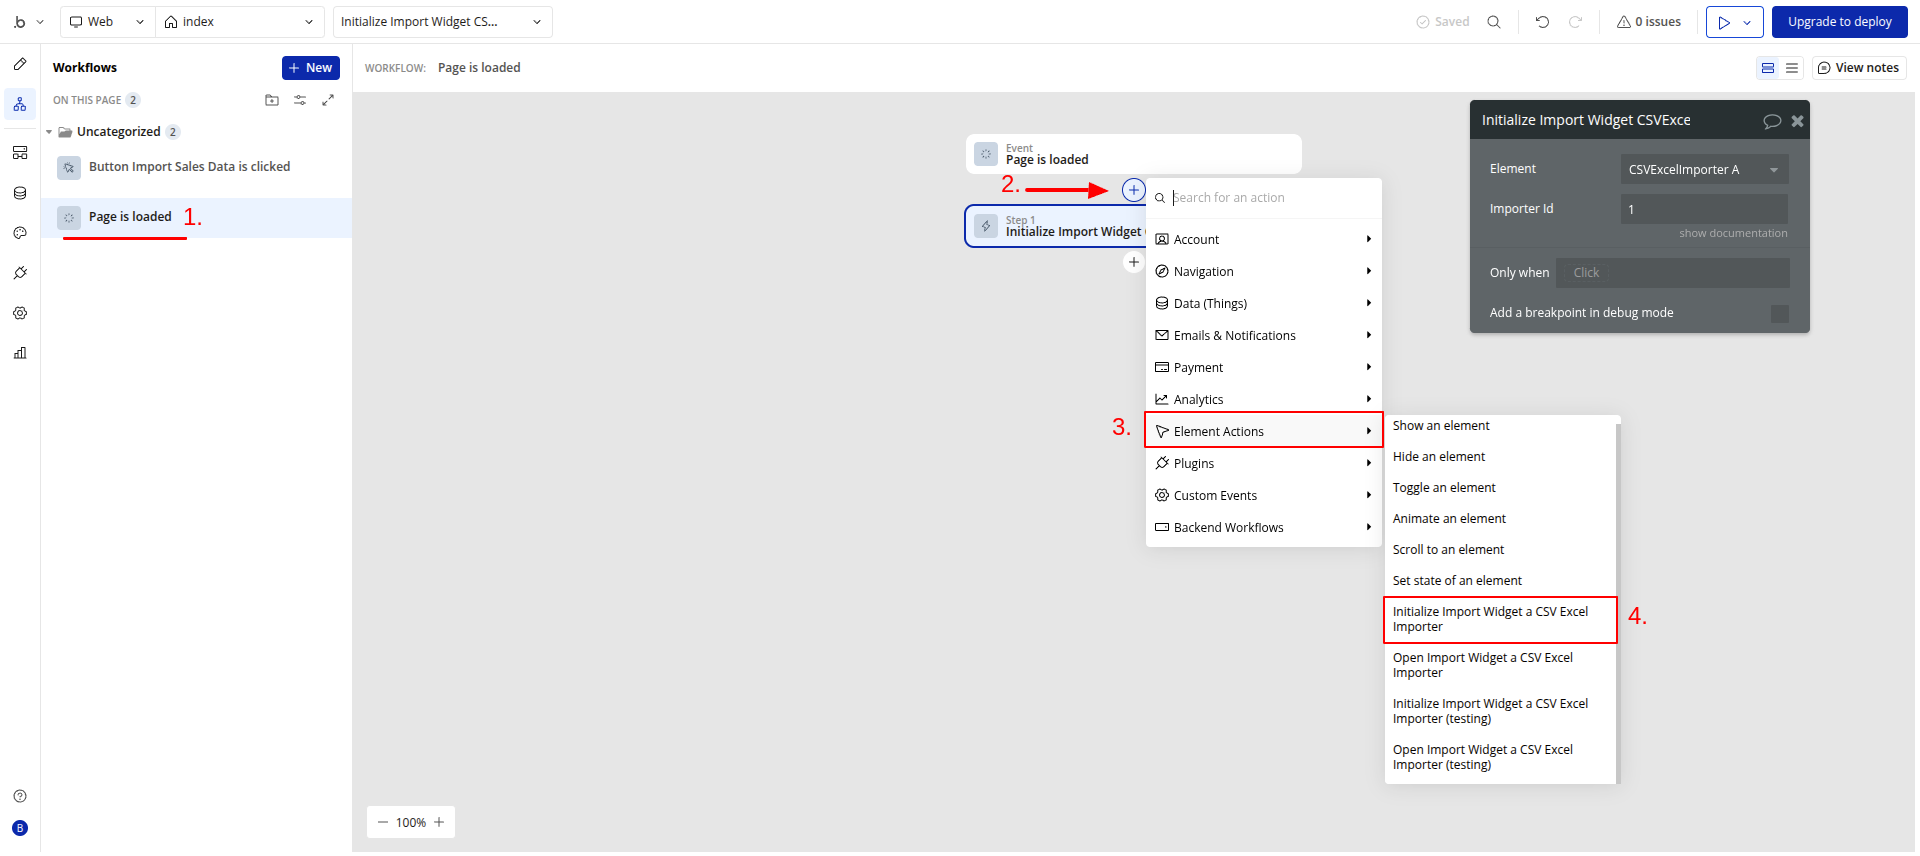 .b
Web
index
Initialize Import Widget CS...
Saved
0 issues
Upgrade to deploy
Workflows
New
WORKFLOW: Page is loaded
View notes
ON THIS PAGE 2
Uncategorized 2
Button Import Sales Data is clicked
Page is loaded
1.
Event
Page is loaded
2.
Step 1
Initialize Import Widget
Search for an action
Account
Navigation
Data (Things)
Emails & Notifications
Payment
Analytics
3.
Element Actions
Plugins
Custom Events
Backend Workflows
Show an element
Hide an element
Toggle an element
Animate an element
Scroll to an element
Set state of an element
Initialize Import Widget a CSV Excel
Importer
4.
Open Import Widget a CSV Excel
Importer
Initialize Import Widget a CSV Excel
Importer (testing)
Open Import Widget a CSV Excel
Importer (testing)
Initialize Import Widget CSVExce
Element CSVExcelImporter A
Importer Id 1
show documentation
Only when Click
Add a breakpoint in debug mode
100%
B